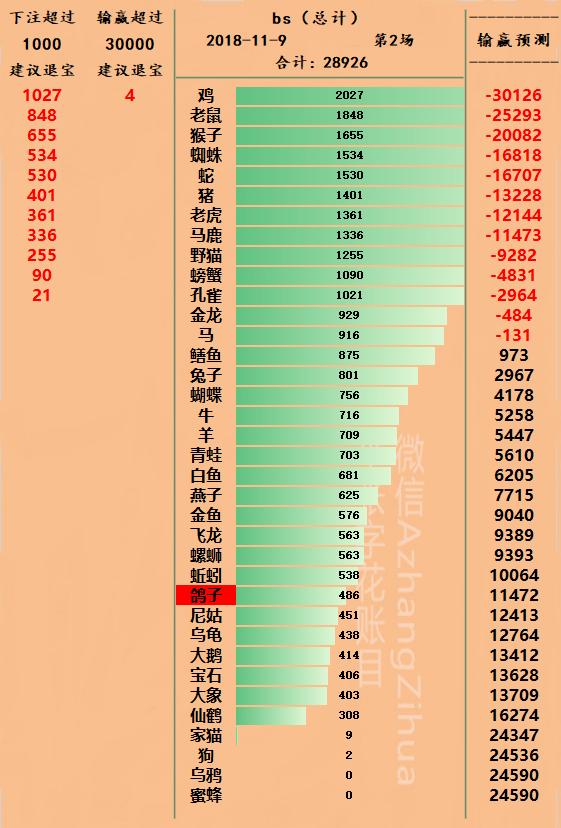 下注超过 输赢超过 bs（总计） ----------
1000 30000 2018-11-9 第2场 输赢预测
建议退宝 建议退宝 合计：28926 ----------
1027 4 鸡 2027 -30126
848 老鼠 1848 -25293
655 猴子 1655 -20082
534 蜘蛛 1534 -16818
530 蛇 1530 -16707
401 猪 1401 -13228
361 老虎 1361 -12144
336 马鹿 1336 -11473
255 野猫 1255 -9282
90 螃蟹 1090 -4831
21 孔雀 1021 -2964
金龙 929 -484
马 916 -131
鳝鱼 875 973
兔子 801 2967
蝴蝶 756 4178
牛 716 5258
羊 709 5447
青蛙 703 5610
白鱼 681 6205
燕子 625 7715
金鱼 576 9040
飞龙 563 9389
螺蛳 563 9393
蚯蚓 538 10064
鸽子 486 11472
尼姑 451 12413
乌龟 438 12764
大鹅 414 13412
宝石 406 13628
大象 403 13709
仙鹤 308 16274
家猫 9 24347
狗 2 24536
乌鸦 0 24590
蜜蜂 0 24590
微信AzhangZihua
字花账目